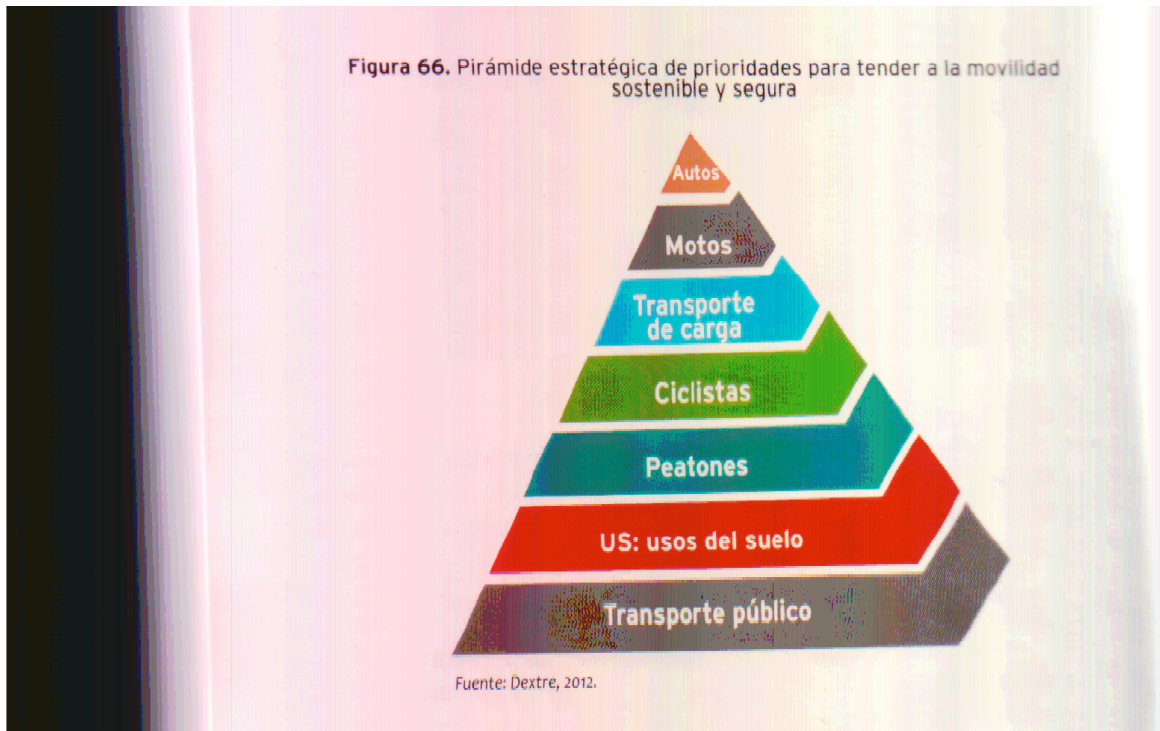 Figura 66. Pirámide estratégica de prioridades para tender a la movilidad
sostenible y segura
Autos
Motos
Transporte
de carga
Ciclistas
Peatones
US: usos del suelo
Transporte público
Fuente: Dextre, 2012.